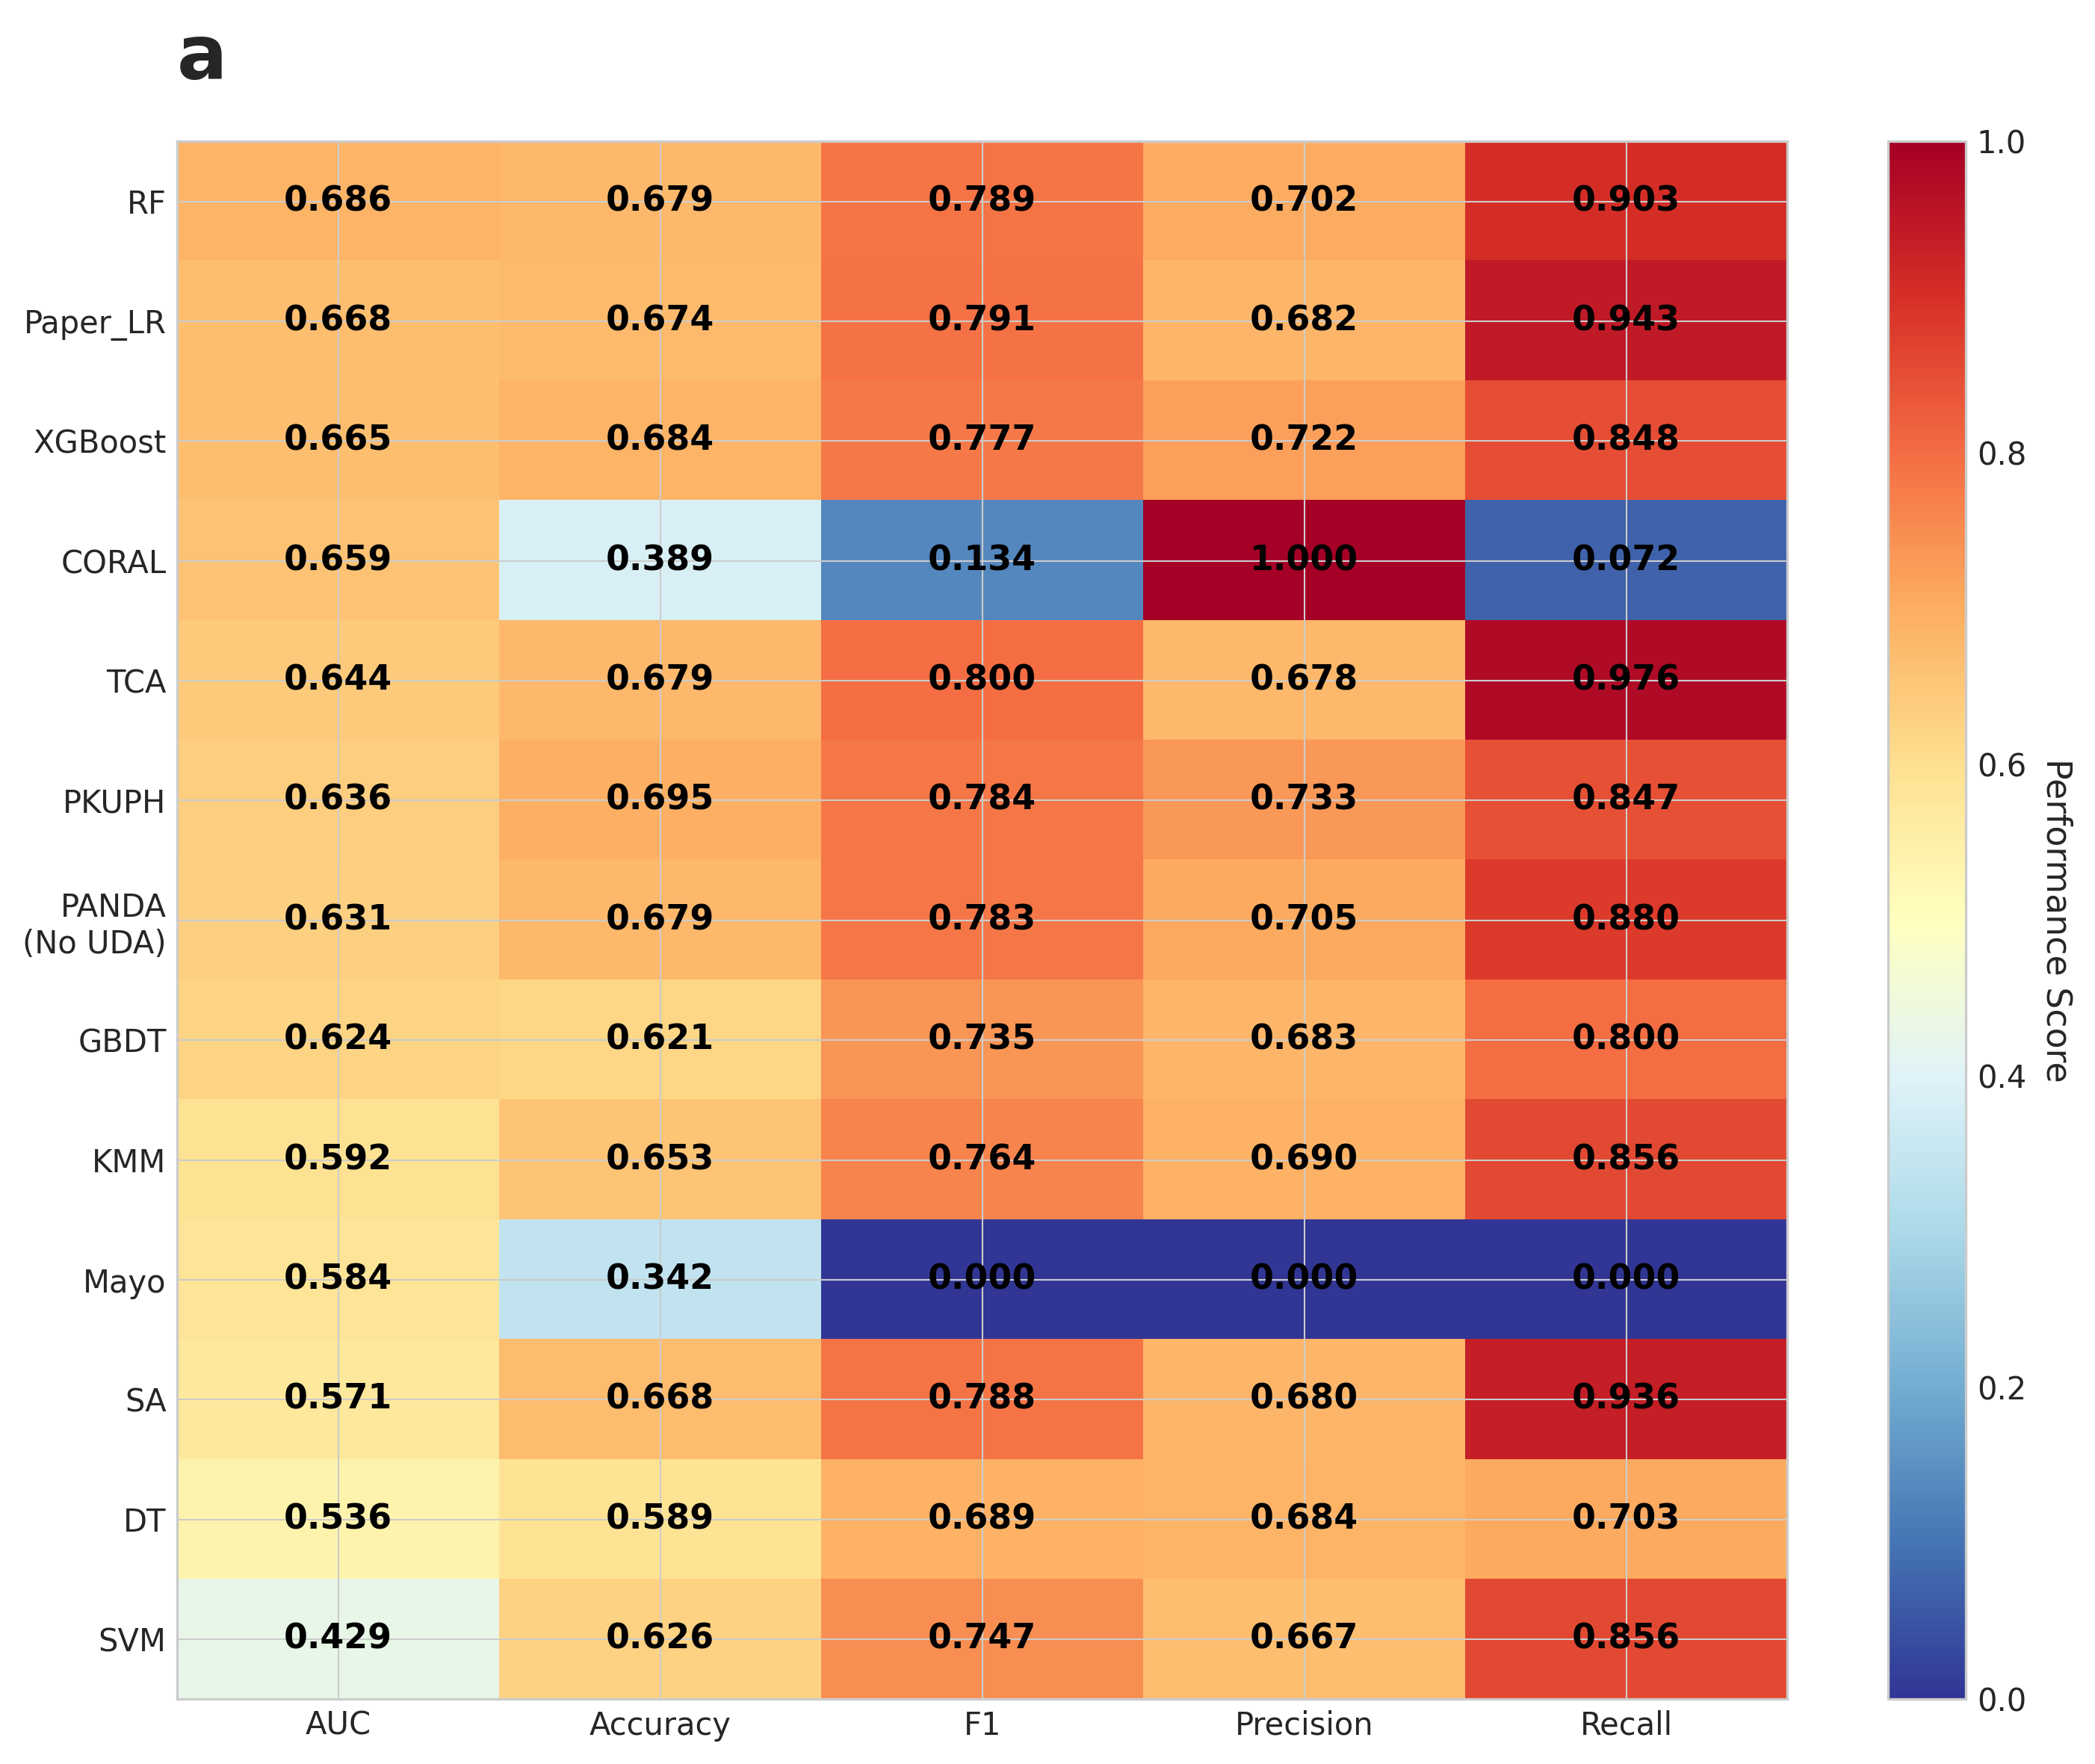 a
RF 0.686 0.679 0.789 0.702 0.903
Paper_LR 0.668 0.674 0.791 0.682 0.943
XGBoost 0.665 0.684 0.777 0.722 0.848
CORAL 0.659 0.389 0.134 1.000 0.072
TCA 0.644 0.679 0.800 0.678 0.976
PKUPH 0.636 0.695 0.784 0.733 0.847
PANDA
(No UDA) 0.631 0.679 0.783 0.705 0.880
GBDT 0.624 0.621 0.735 0.683 0.800
KMM 0.592 0.653 0.764 0.690 0.856
Mayo 0.584 0.342 0.000 0.000 0.000
SA 0.571 0.668 0.788 0.680 0.936
DT 0.536 0.589 0.689 0.684 0.703
SVM 0.429 0.626 0.747 0.667 0.856
AUC Accuracy F1 Precision Recall
1.0
0.8
0.6
0.4
0.2
0.0
Performance Score